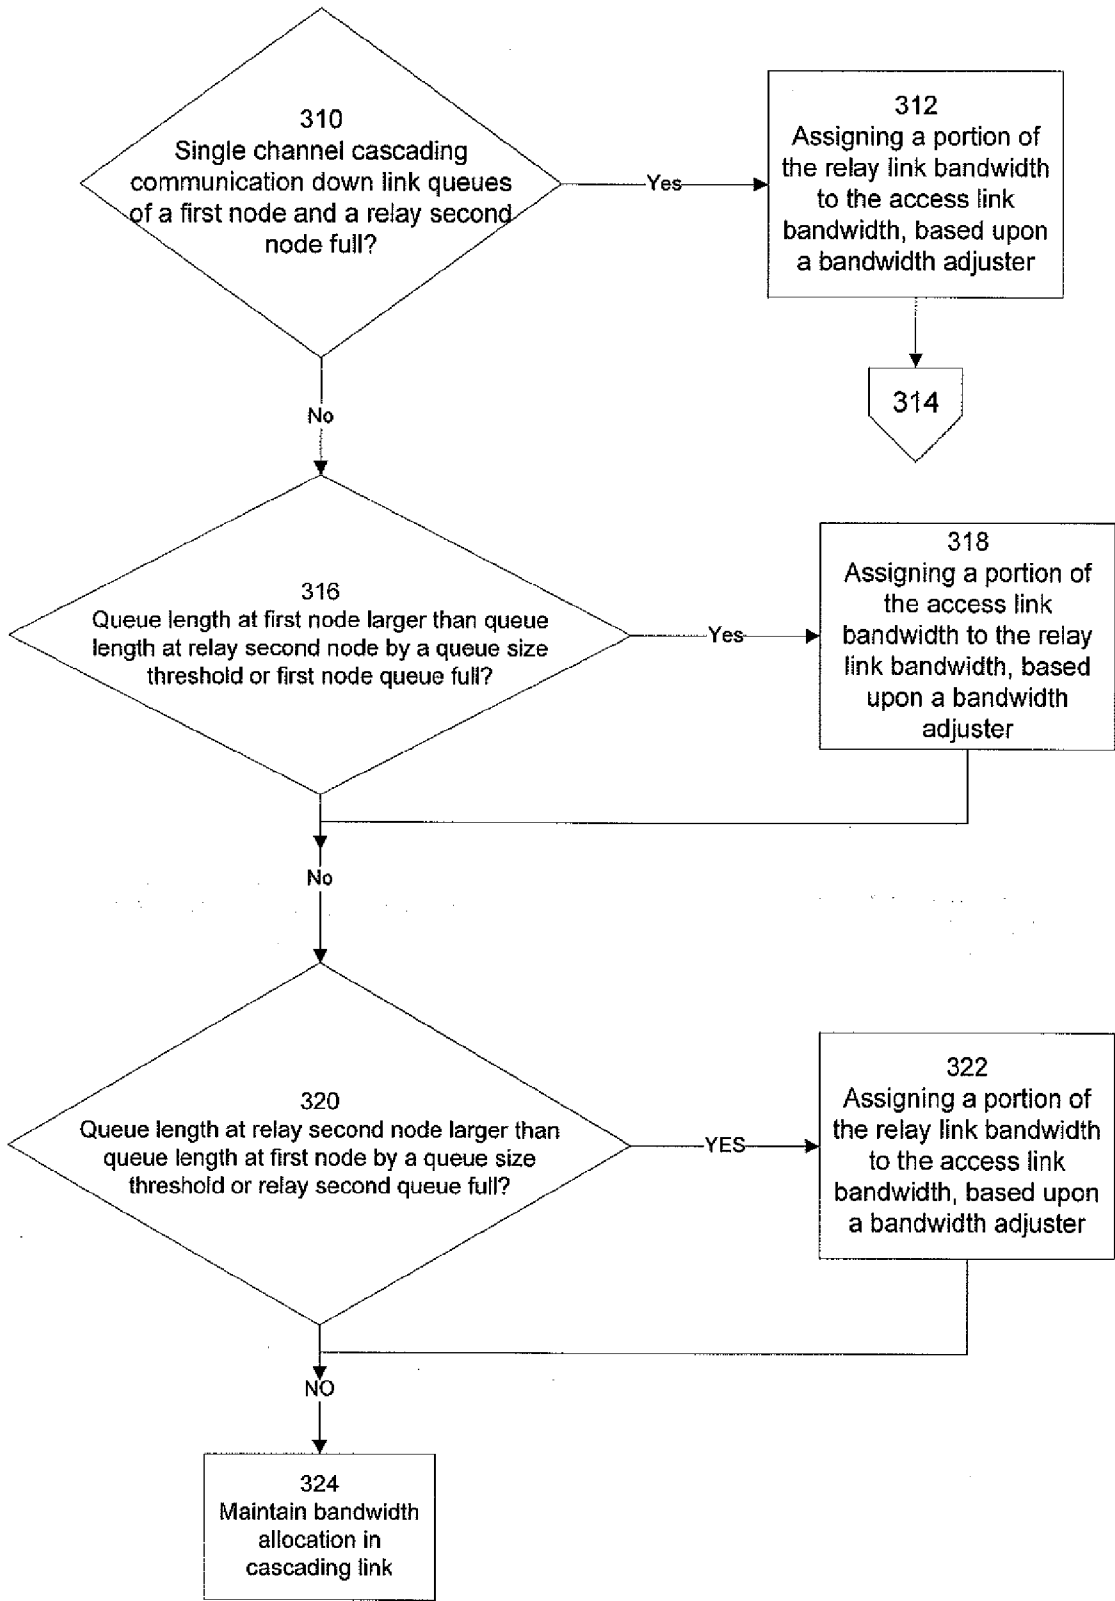 310
Single channel cascading
communication down link queues
of a first node and a relay second
node full?
Yes
312
Assigning a portion of
the relay link bandwidth
to the access link
bandwidth, based upon
a bandwidth adjuster
314
No
316
Queue length at first node larger than queue
length at relay second node by a queue size
threshold or first node queue full?
Yes
318
Assigning a portion of
the access link
bandwidth to the relay
link bandwidth, based
upon a bandwidth
adjuster
No
320
Queue length at relay second node larger than
queue length at first node by a queue size
threshold or relay second queue full?
YES
322
Assigning a portion of
the relay link bandwidth
to the access link
bandwidth, based upon
a bandwidth adjuster
NO
324
Maintain bandwidth
allocation in
cascading link